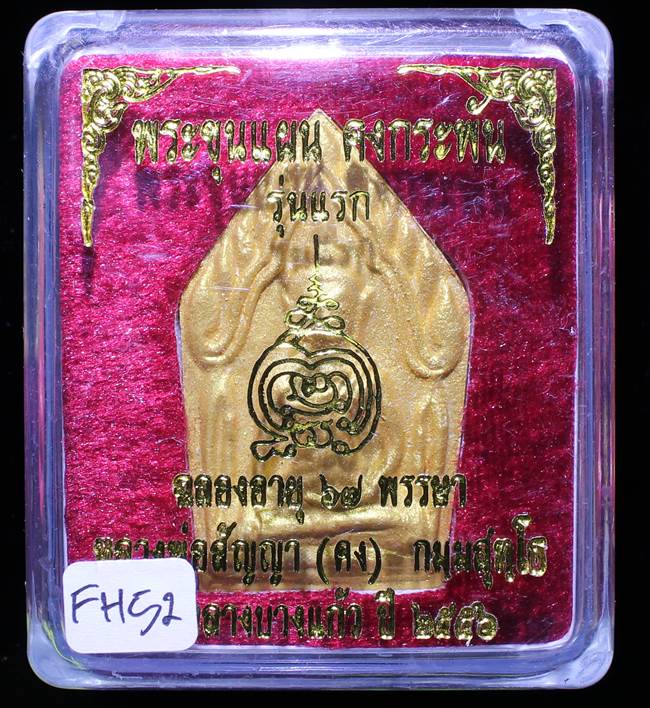 พระขุนแผน คงกระพัน
รุ่นแรก
ฉลองอายุ ๖๗ พรรษา
หลวงพ่อสัญญา (คง) กมฺมสุทฺโธ
กลางบางแก้ว ปี ๒๕๕๖
FH52